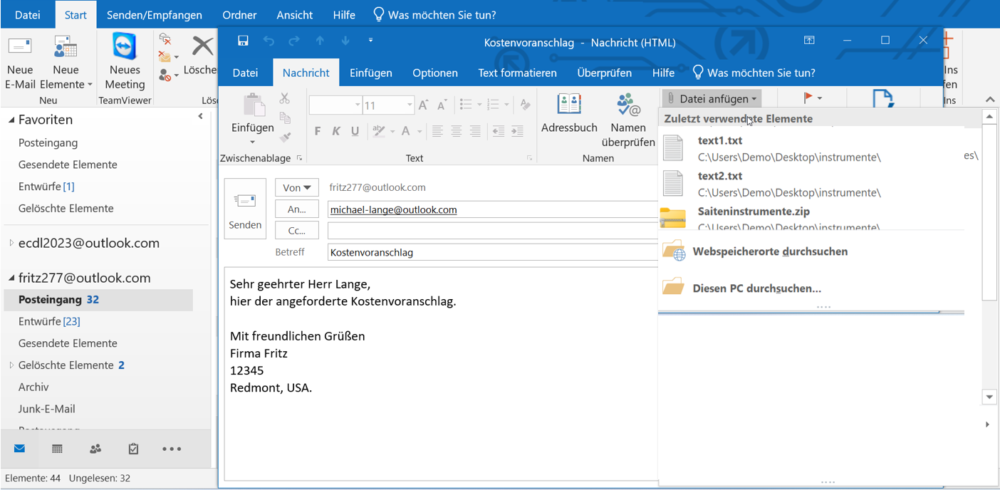 Datei Start Senden/Empfangen Ordner Ansicht Hilfe Was möchten Sie tun?
Kostenvoranschlag - Nachricht (HTML)
Neue
E-Mail
Neue
Elemente
Neu
Neues
Meeting
TeamViewer
Lösche
Lös
Datei Nachricht Einfügen Optionen Text formatieren Überprüfen Hilfe Was möchten Sie tun?
Ins
fen
Ins
Einfügen
Zwischenablage
11
F K U
Text
Adressbuch
Namen
überprüfen
Namen
Datei anfügen
Zuletzt verwendete Elemente
text1.txt
C:\Users\Demo\Desktop\instrumente\
es\
text2.txt
C:\Users\Demo\Desktop\instrumente\
Saiteninstrumente.zip
C:\Users\Demo\Desktop\instrumente\
Webspeicherorte durchsuchen
Diesen PC durchsuchen...
Favoriten
Posteingang
Gesendete Elemente
Entwürfe [1]
Gelöschte Elemente
ecdl2023@outlook.com
fritz277@outlook.com
Posteingang 32
Entwürfe [23]
Gesendete Elemente
Gelöschte Elemente 2
Archiv
Junk-E-Mail
Elemente: 44 Ungelesen: 32
Senden
Von fritz277@outlook.com
An... michael-lange@outlook.com
Cc...
Betreff Kostenvoranschlag
Sehr geehrter Herr Lange,
hier der angeforderte Kostenvoranschlag.
Mit freundlichen Grüßen
Firma Fritz
12345
Redmont, USA.